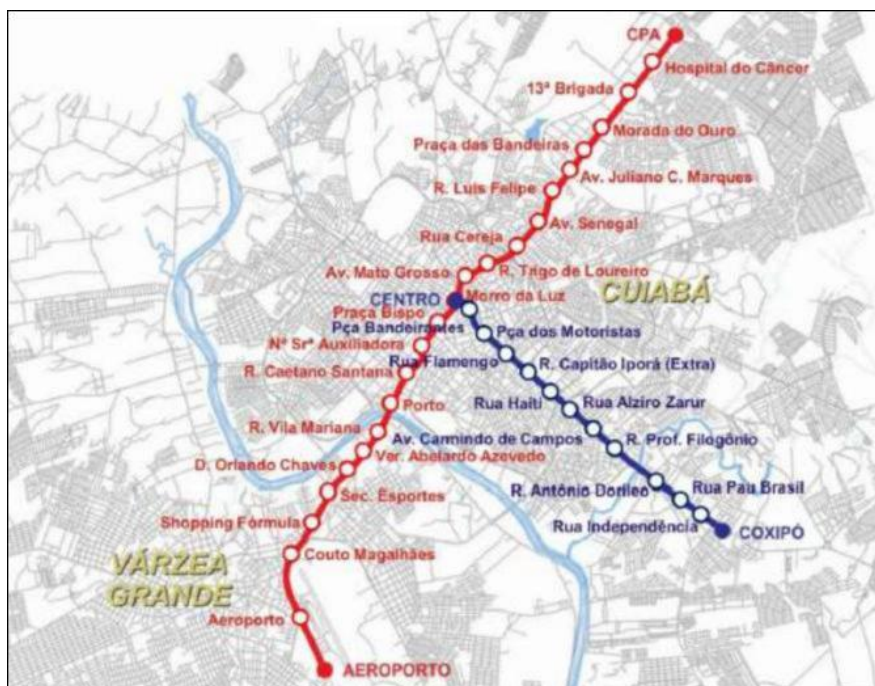 CPA
Hospital do Câncer
13ª Brigada
Morada do Ouro
Praça das Bandeiras
Av. Juliano C. Marques
R. Luis Felipe
Av. Senegal
Rua Cereja
R. Trigo de Loureiro
Av. Mato Grosso
CUIABÁ
CENTRO
Morro da Luz
Praça Bispo
Pça Bandeirantes
Pça dos Motoristas
Nª Srª Auxiliadora
Rua Flamengo
R. Capitão Iporá (Extra)
R. Caetano Santana
Rua Haiti
Rua Alziro Zarur
Porto
R. Vila Mariana
Av. Carmindo de Campos
R. Prof. Filogônio
Ver. Abelardo Azevedo
D. Orlando Chaves
R. Antônio Dorileo
Rua Pau Brasil
Sec. Esportes
Shopping Fórmula
Rua Independência
COXIPÓ
Couto Magalhães
VÁRZEA
GRANDE
Aeroporto
AEROPORTO